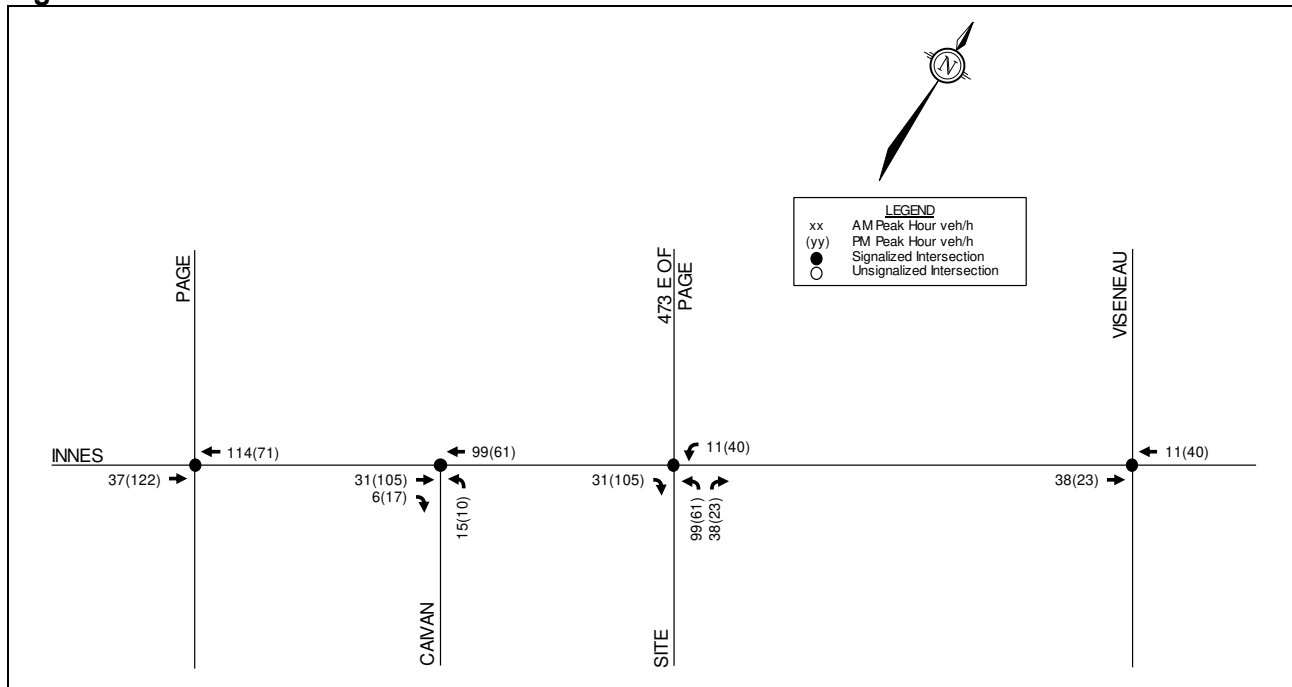 N
LEGEND
xx AM Peak Hour veh/h
(yy) PM Peak Hour veh/h
Signalized Intersection
Unsignalized Intersection
PAGE
473 E OF
PAGE
VISENEAU
INNES
114(71)
37(122)
99(61)
31(105)
6(17)
15(10)
11(40)
31(105)
99(61)
38(23)
11(40)
38(23)
CAIVAN
SITE